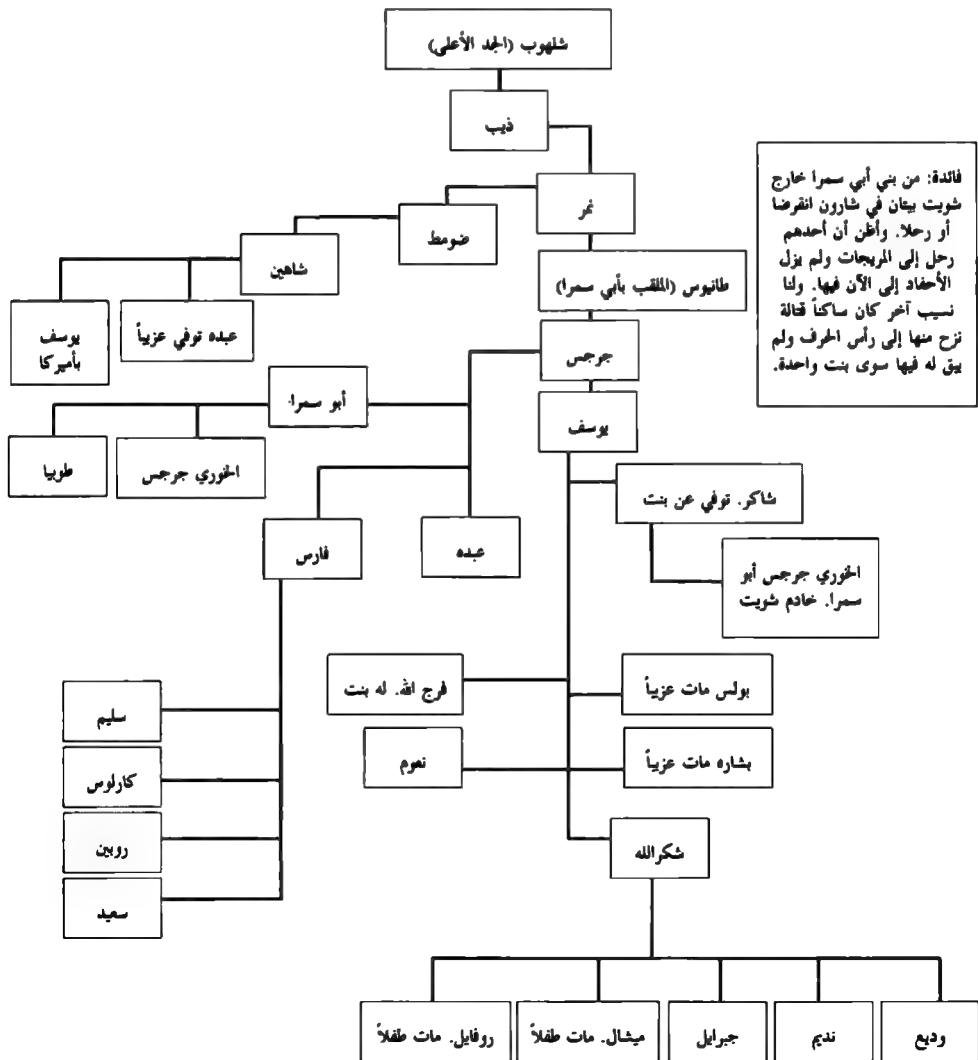 شلهوب (الجد الأعلى)
ذيب
نمر
ضومط
شاهين
عبده توفي عزيباً
يوسف
بأميركا
فائدة: من بني أبي سمرا خارج
شويت بيتان في شارون انقرضا
أو رحلا. وأظن أن أحدهم
رحل إلى المريجات ولم يزل
الأحفاد إلى الآن فيها. ولنا
نسيب آخر كان ساكناً قتالة
نزح منها إلى رأس الحرف ولم
يبق له فيها سوى بنت واحدة.
طانيوس (الملقب بأبي سمرا)
جرجس
أبو سمرا.
الخوري جرجس
طوبيا
يوسف
شاكر. توفي عن بنت
الخوري جرجس أبو
سمرا. خادم شويت
عبده
فارس
بولس مات عزيباً
فرج الله. له بنت
بشاره مات عزيباً
نعوم
سليم
كارلوس
روبين
سعيد
شكرالله
وديع
نديم
جبرايل
ميشال. مات طفلاً
روفايل. مات طفلاً